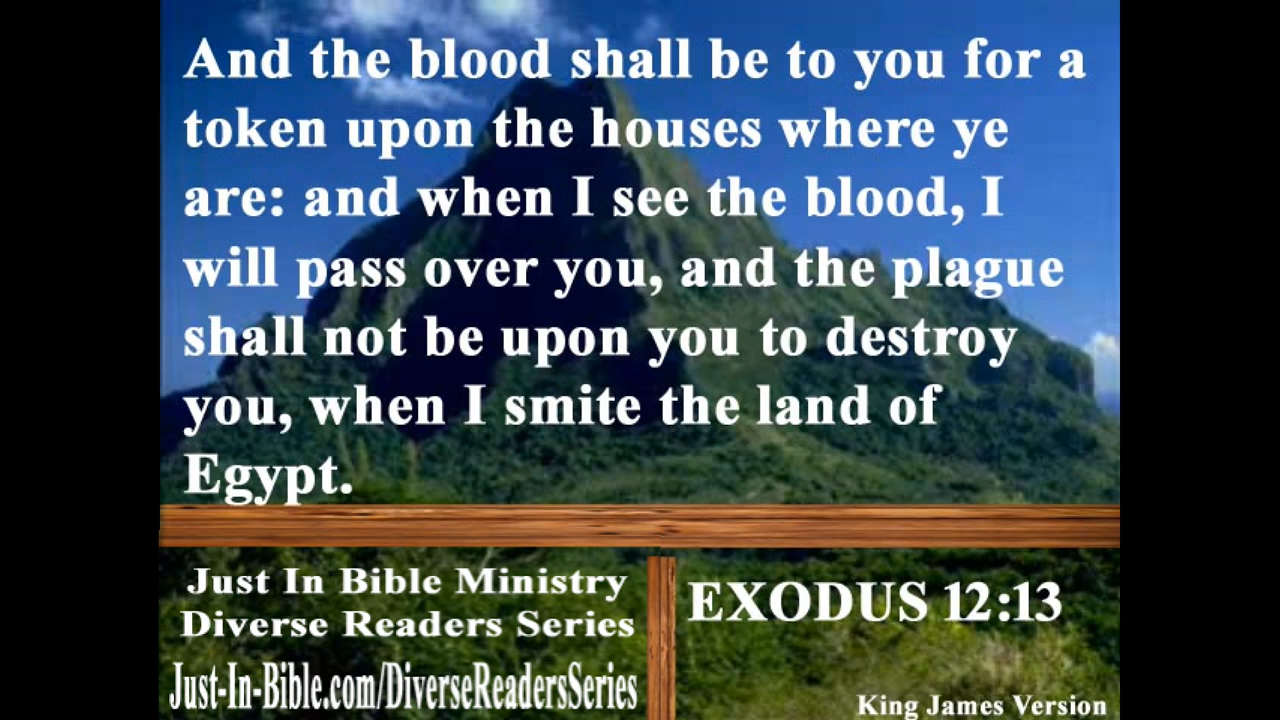 And the blood shall be to you for a
token upon the houses where ye
are: and when I see the blood, I
will pass over you, and the plague
shall not be upon you to destroy
you, when I smite the land of
Egypt.
Just In Bible Ministry
Diverse Readers Series
Just-In-Bible.com/DiverseReadersSeries
EXODUS 12:13
King James Version